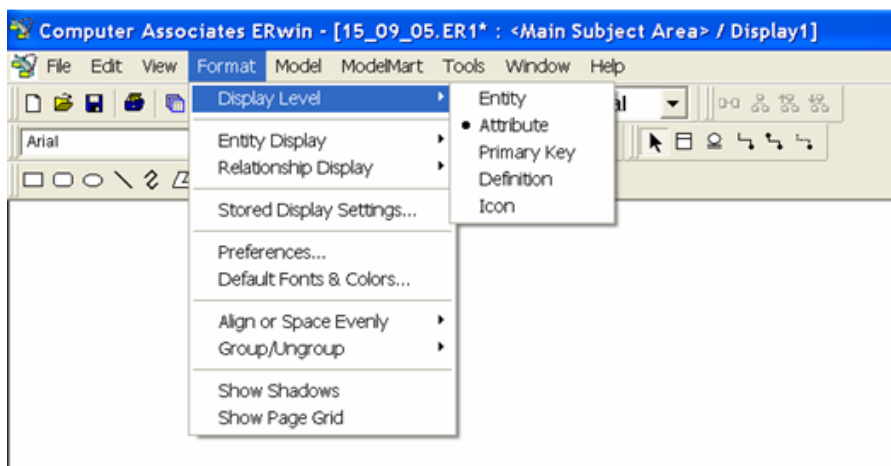 Computer Associates ERwin - [15_09_05.ER1* : <Main Subject Area> / Display1]
File Edit View Format Model ModelMart Tools Window Help
Arial
Display Level
Entity Display
Relationship Display
Stored Display Settings...
Preferences...
Default Fonts & Colors...
Align or Space Evenly
Group/Ungroup
Show Shadows
Show Page Grid
Entity
Attribute
Primary Key
Definition
Icon